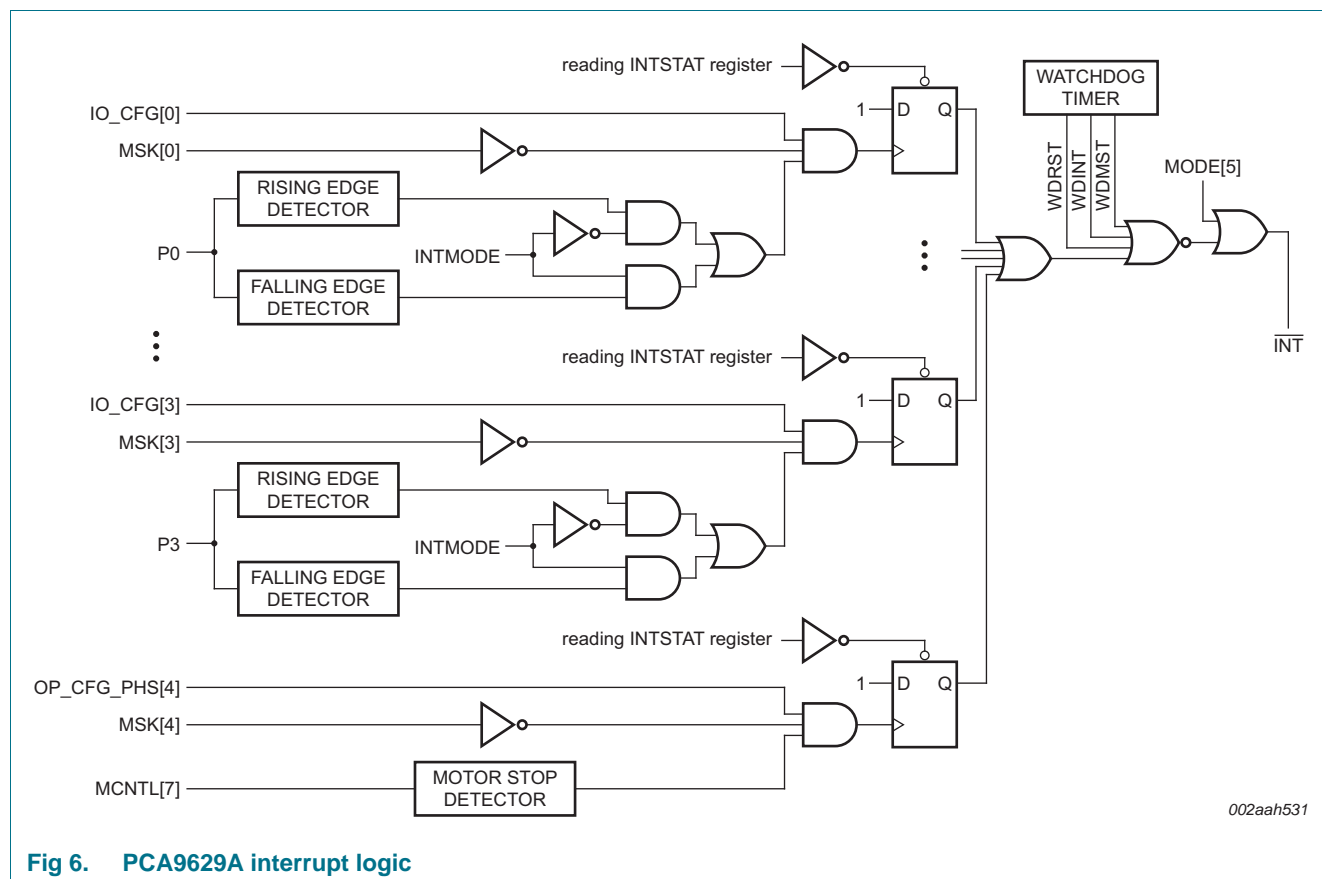 reading INTSTAT register
WATCHDOG
TIMER
IO_CFG[0]
1
D
Q
MSK[0]
WDRST
WDINT
WDMST
MODE[5]
RISING EDGE
DETECTOR
P0
INTMODE
FALLING EDGE
DETECTOR
INT
reading INTSTAT register
IO_CFG[3]
1
D
Q
MSK[3]
RISING EDGE
DETECTOR
P3
INTMODE
FALLING EDGE
DETECTOR
reading INTSTAT register
OP_CFG_PHS[4]
1
D
Q
MSK[4]
MCNTL[7]
MOTOR STOP
DETECTOR
002aah531
Fig 6. PCA9629A interrupt logic